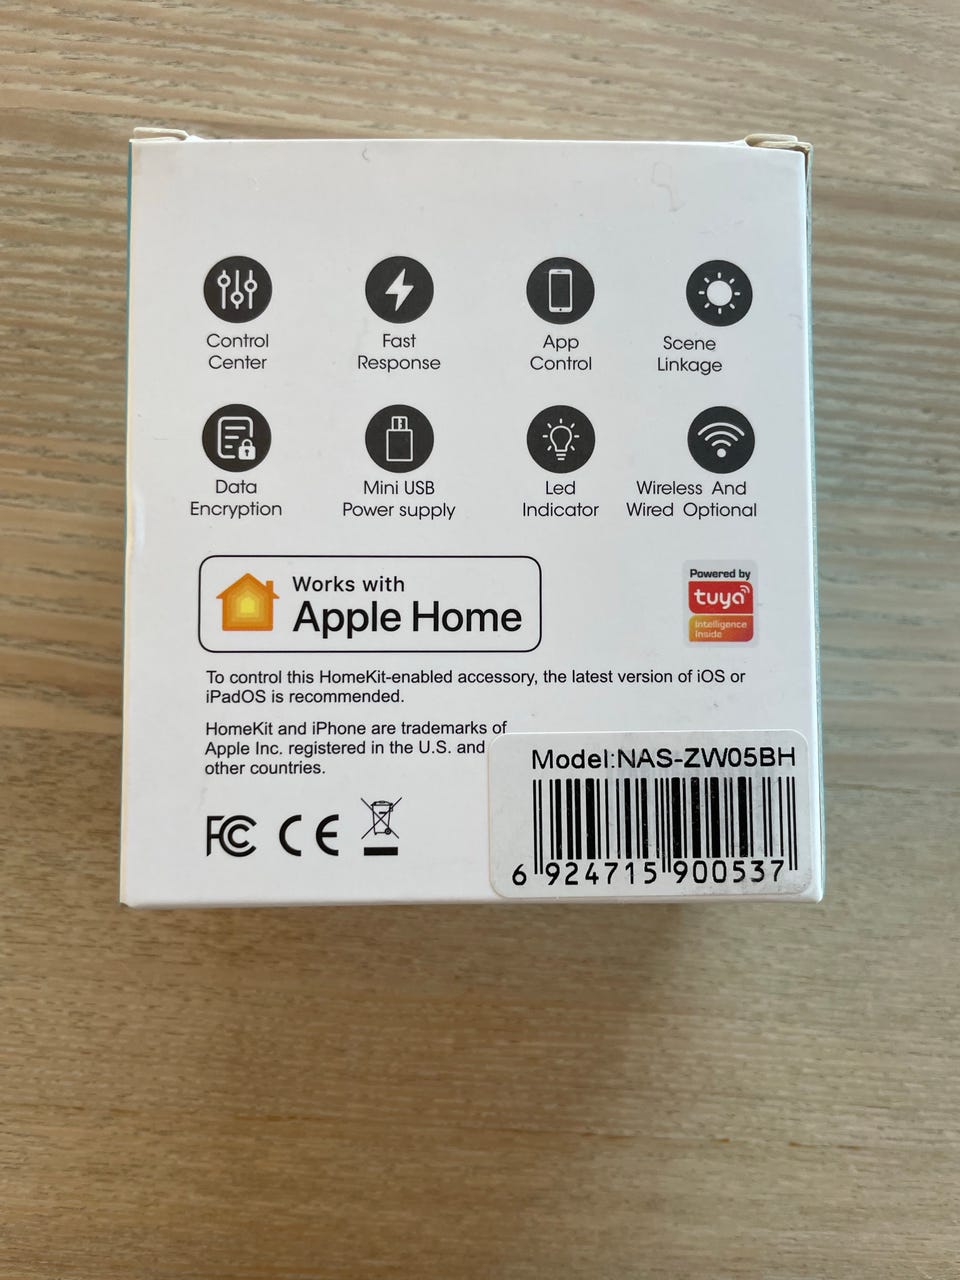 Control
Center
Fast
Response
App
Control
Scene
Linkage
Data
Encryption
Mini USB
Power supply
Led
Indicator
Wireless And
Wired Optional
Works with
Apple Home
Powered by
tuya
Intelligence
Inside
To control this HomeKit-enabled accessory, the latest version of iOS or
iPadOS is recommended.
HomeKit and iPhone are trademarks of
Apple Inc. registered in the U.S. and
other countries.
FC CE
Model:NAS-ZW05BH
6 924715 900537